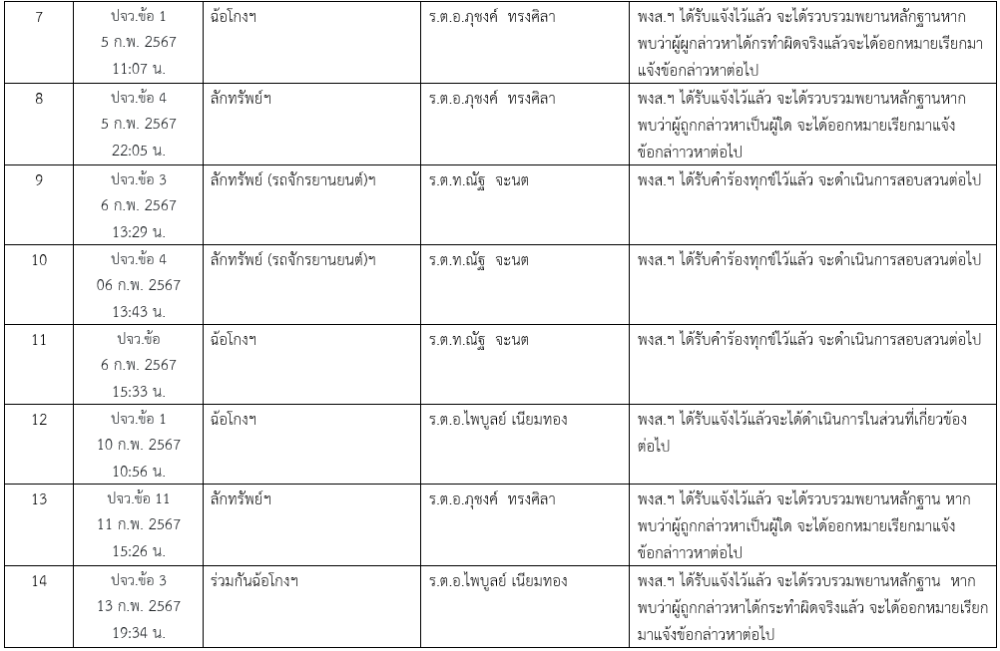 7 ปจว.ข้อ 1 ฉ้อโกงฯ ร.ต.อ.ภุชงค์ ทรงศิลา พงส.ฯ ได้รับแจ้งไว้แล้ว จะได้รวบรวมพยานหลักฐานหาก
5 ก.พ. 2567 พบว่าผู้ผูกล่าวหาได้กรทำผิดจริงแล้วจะได้ออกหมายเรียกมา
11:07 น. แจ้งข้อกล่าวหาต่อไป
8 ปจว.ข้อ 4 ลักทรัพย์ฯ ร.ต.อ.ภุชงค์ ทรงศิลา พงส.ฯ ได้รับแจ้งไว้แล้ว จะได้รวบรวมพยานหลักฐานหาก
5 ก.พ. 2567 พบว่าผู้ถูกกล่าวหาเป็นผู้ใด จะได้ออกหมายเรียกมาแจ้ง
22:05 น. ข้อกล่าาวหาต่อไป
9 ปจว.ข้อ 3 ลักทรัพย์ (รถจักรยานยนต์)ฯ ร.ต.ท.ณัฐ จะนต พงส.ฯ ได้รับคำร้องทุกข์ไว้แล้ว จะดำเนินการสอบสวนต่อไป
6 ก.พ. 2567
13:29 น.
10 ปจว.ข้อ 4 ลักทรัพย์ (รถจักรยานยนต์)ฯ ร.ต.ท.ณัฐ จะนต พงส.ฯ ได้รับคำร้องทุกข์ไว้แล้ว จะดำเนินการสอบสวนต่อไป
06 ก.พ. 2567
13:43 น.
11 ปจว.ข้อ ฉ้อโกงฯ ร.ต.ท.ณัฐ จะนต พงส.ฯ ได้รับคำร้องทุกข์ไว้แล้ว จะดำเนินการสอบสวนต่อไป
6 ก.พ. 2567
15:33 น.
12 ปจว.ข้อ 1 ฉ้อโกงฯ ร.ต.อ.ไพบูลย์ เนียมทอง พงส.ฯ ได้รับแจ้งไว้แล้วจะได้ดำเนินการในส่วนที่เกี่ยวข้อง
10 ก.พ. 2567 ต่อไป
10:56 น.
13 ปจว.ข้อ 11 ลักทรัพย์ฯ ร.ต.อ.ภุชงค์ ทรงศิลา พงส.ฯ ได้รับแจ้งไว้แล้ว จะได้รวบรวมพยานหลักฐาน หาก
11 ก.พ. 2567 พบว่าผู้ถูกกล่าวหาเป็นผู้ใด จะได้ออกหมายเรียกมาแจ้ง
15:26 น. ข้อกล่าาวหาต่อไป
14 ปจว.ข้อ 3 ร่วมกันฉ้อโกงฯ ร.ต.อ.ไพบูลย์ เนียมทอง พงส.ฯ ได้รับแจ้งไว้แล้ว จะได้รวบรวมพยานหลักฐาน หาก
13 ก.พ. 2567 พบว่าผู้ถูกกล่าวหาได้กระทำผิดจริงแล้ว จะได้ออกหมายเรียก
19:34 น. มาแจ้งข้อกล่าวหาต่อไป